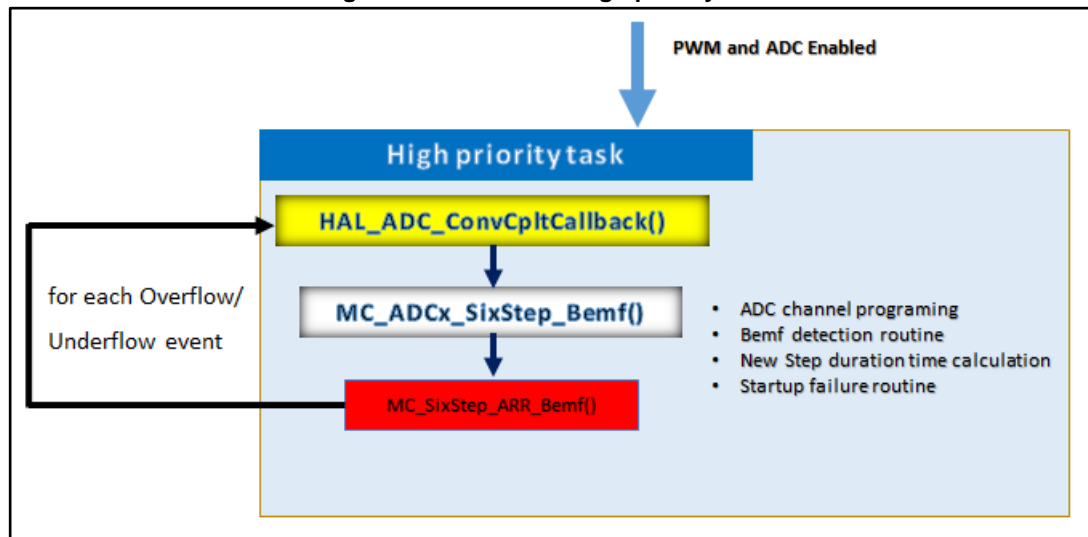 PWM and ADC Enabled
High priority task
HAL_ADC_ConvCpltCallback()
for each Overflow/
Underflow event
MC_ADCx_SixStep_Bemf()
• ADC channel programing
• Bemf detection routine
• New Step duration time calculation
• Startup failure routine
MC_SixStep_ARR_Bemf()